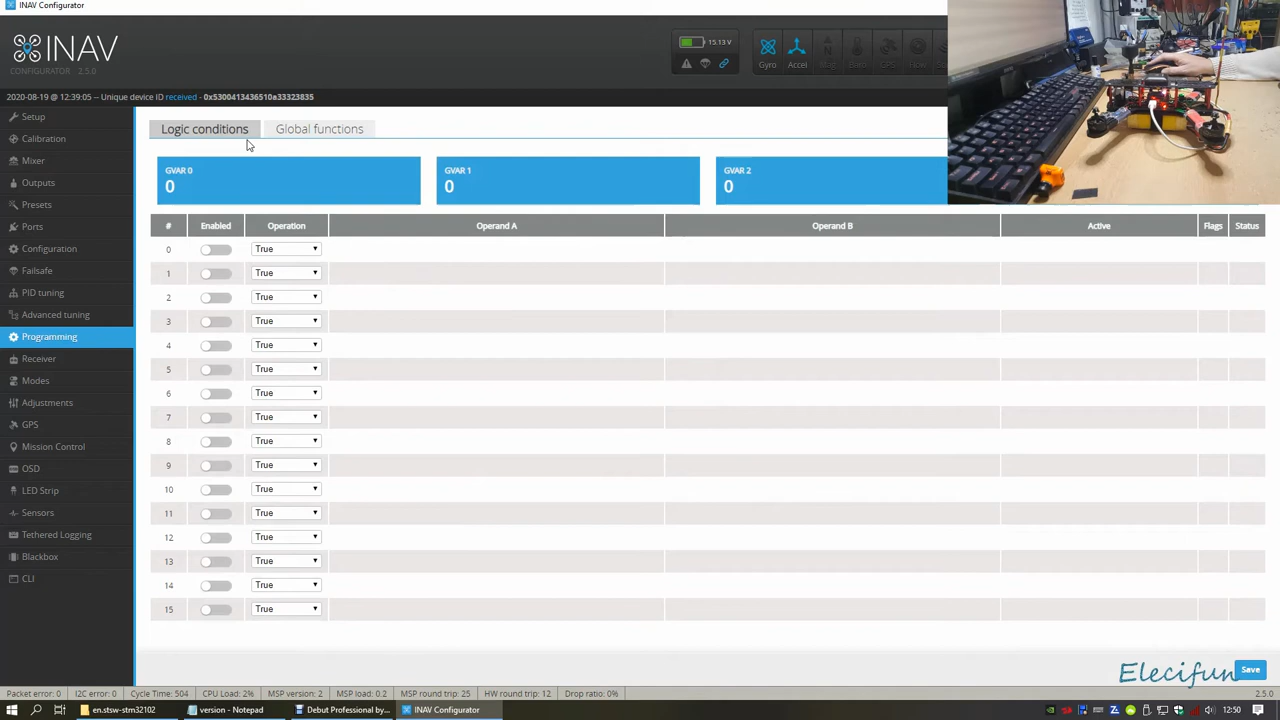 INAV Configurator
INAV
CONFIGURATOR 2.5.0
15.13 V
Gyro
Accel
Mag
Baro
GPS
Flow
2020-08-19 @ 12:39:05 -- Unique device ID received - 0x5300413436510a33323835
Setup
Calibration
Mixer
Outputs
Presets
Ports
Configuration
Failsafe
PID tuning
Advanced tuning
Programming
Receiver
Modes
Adjustments
GPS
Mission Control
OSD
LED Strip
Sensors
Tethered Logging
Blackbox
CLI
Logic conditions
Global functions
GVAR 0
0
GVAR 1
0
GVAR 2
0
# Enabled Operation Operand A Operand B Active Flags Status
0 True
1 True
2 True
3 True
4 True
5 True
6 True
7 True
8 True
9 True
10 True
11 True
12 True
13 True
14 True
15 True
Elecifun
Save
Packet error: 0 I2C error: 0 Cycle Time: 504 CPU Load: 2% MSP version: 2 MSP load: 0.2 MSP round trip: 25 HW round trip: 12 Drop ratio: 0% 2.5.0
en.stsw-stm32102 version - Notepad Debut Professional by... INAV Configurator 12:50